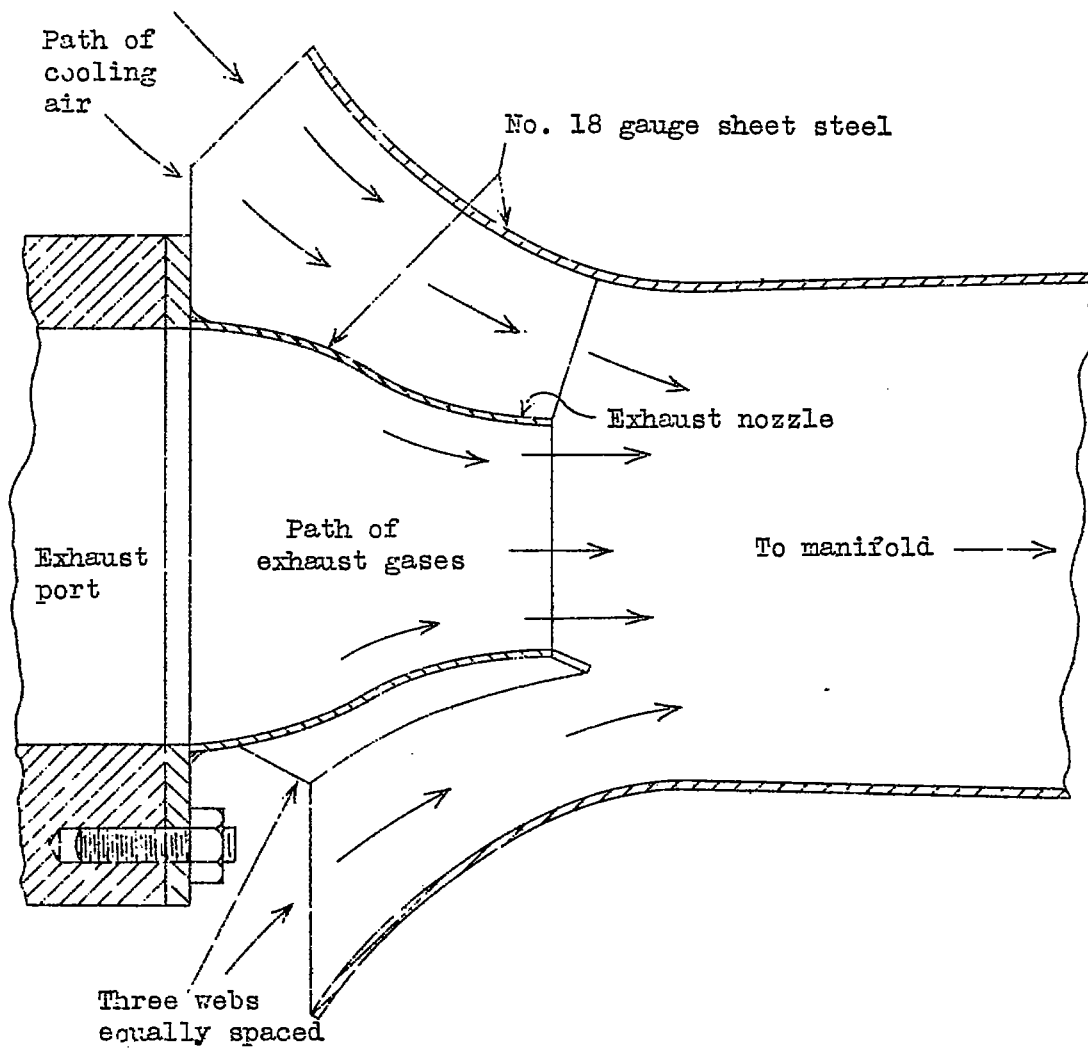 Path of
cooling
air
No. 18 gauge sheet steel
Exhaust nozzle
Path of
exhaust gases
Exhaust
port
To manifold
Three webs
equally spaced